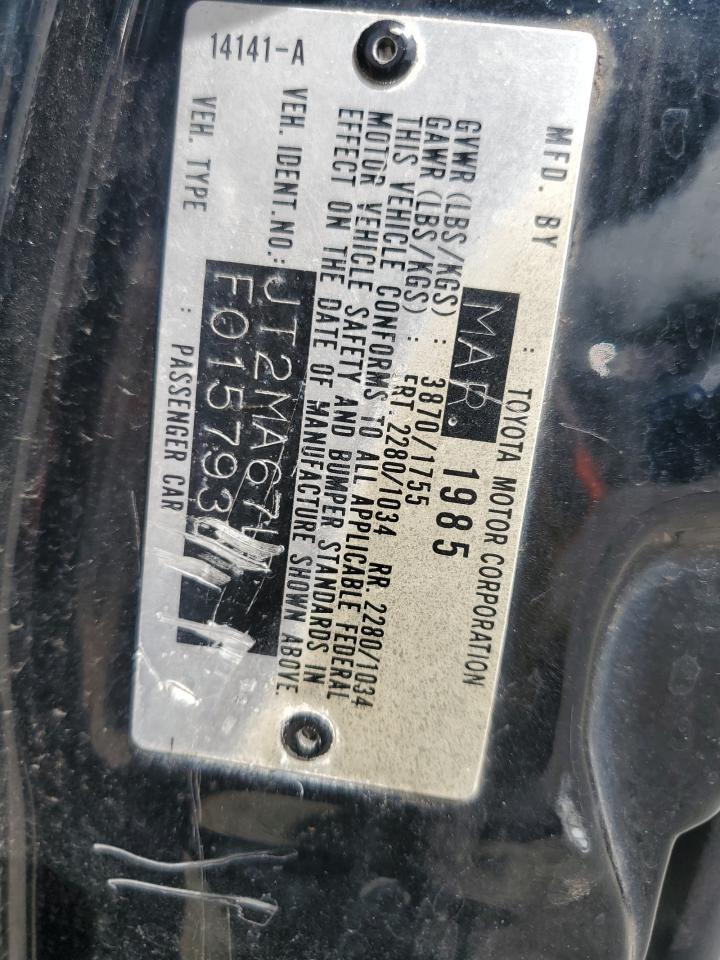 MFD. BY : TOYOTA MOTOR CORPORATION
MAR. 1985
GVWR (LBS/KGS) : 3870/1755
GAWR (LBS/KGS) : FRT. 2280/1034 RR. 2280/1034
THIS VEHICLE CONFORMS TO ALL APPLICABLE FEDERAL
MOTOR VEHICLE SAFETY AND BUMPER STANDARDS IN
EFFECT ON THE DATE OF MANUFACTURE SHOWN ABOVE
VEH. IDENT. NO: JT2MA67L
F015793
VEH. TYPE : PASSENGER CAR
14141-A